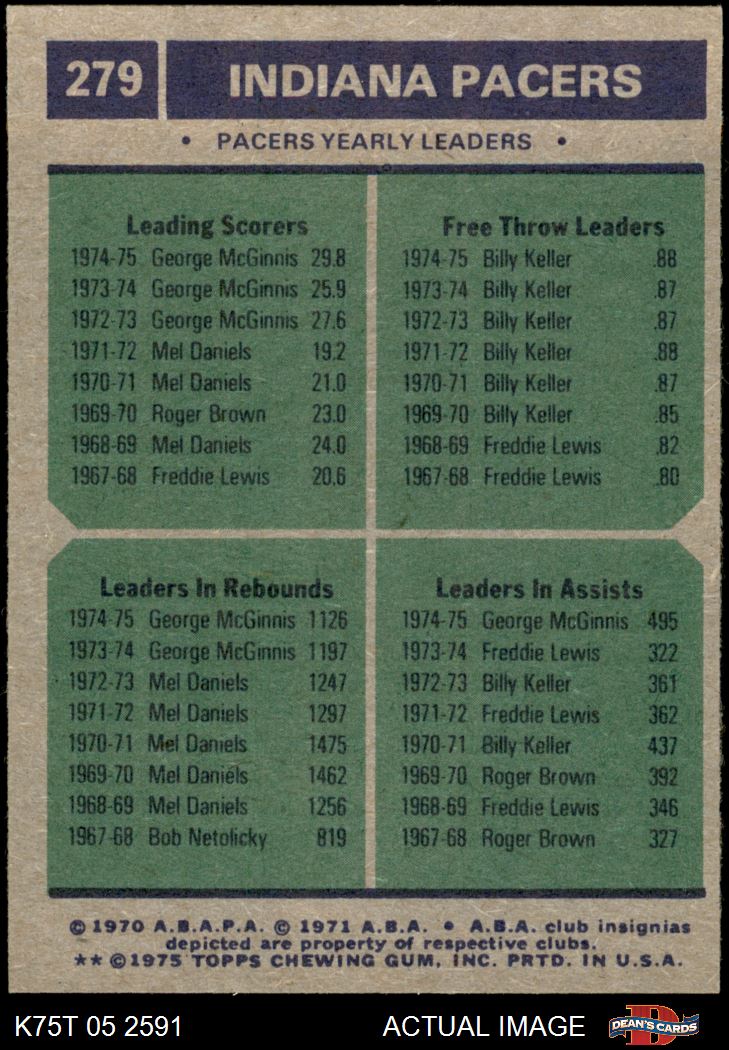 279 INDIANA PACERS
• PACERS YEARLY LEADERS •
Leading Scorers
1974-75 George McGinnis 29.8
1973-74 George McGinnis 25.9
1972-73 George McGinnis 27.6
1971-72 Mel Daniels 19.2
1970-71 Mel Daniels 21.0
1969-70 Roger Brown 23.0
1968-69 Mel Daniels 24.0
1967-68 Freddie Lewis 20.6
Free Throw Leaders
1974-75 Billy Keller .88
1973-74 Billy Keller .87
1972-73 Billy Keller .87
1971-72 Billy Keller .88
1970-71 Billy Keller .87
1969-70 Billy Keller .85
1968-69 Freddie Lewis .82
1967-68 Freddie Lewis .80
Leaders In Rebounds
1974-75 George McGinnis 1126
1973-74 George McGinnis 1197
1972-73 Mel Daniels 1247
1971-72 Mel Daniels 1297
1970-71 Mel Daniels 1475
1969-70 Mel Daniels 1462
1968-69 Mel Daniels 1256
1967-68 Bob Netolicky 819
Leaders In Assists
1974-75 George McGinnis 495
1973-74 Freddie Lewis 322
1972-73 Billy Keller 361
1971-72 Freddie Lewis 362
1970-71 Billy Keller 437
1969-70 Roger Brown 392
1968-69 Freddie Lewis 346
1967-68 Roger Brown 327
© 1970 A.B.A.P.A. © 1971 A.B.A. • A.B.A. club insignias
depicted are property of respective clubs.
** ©1975 TOPPS CHEWING GUM, INC. PRTD. IN U.S.A.
K75T 05 2591 ACTUAL IMAGE D DEAN'S CARDS